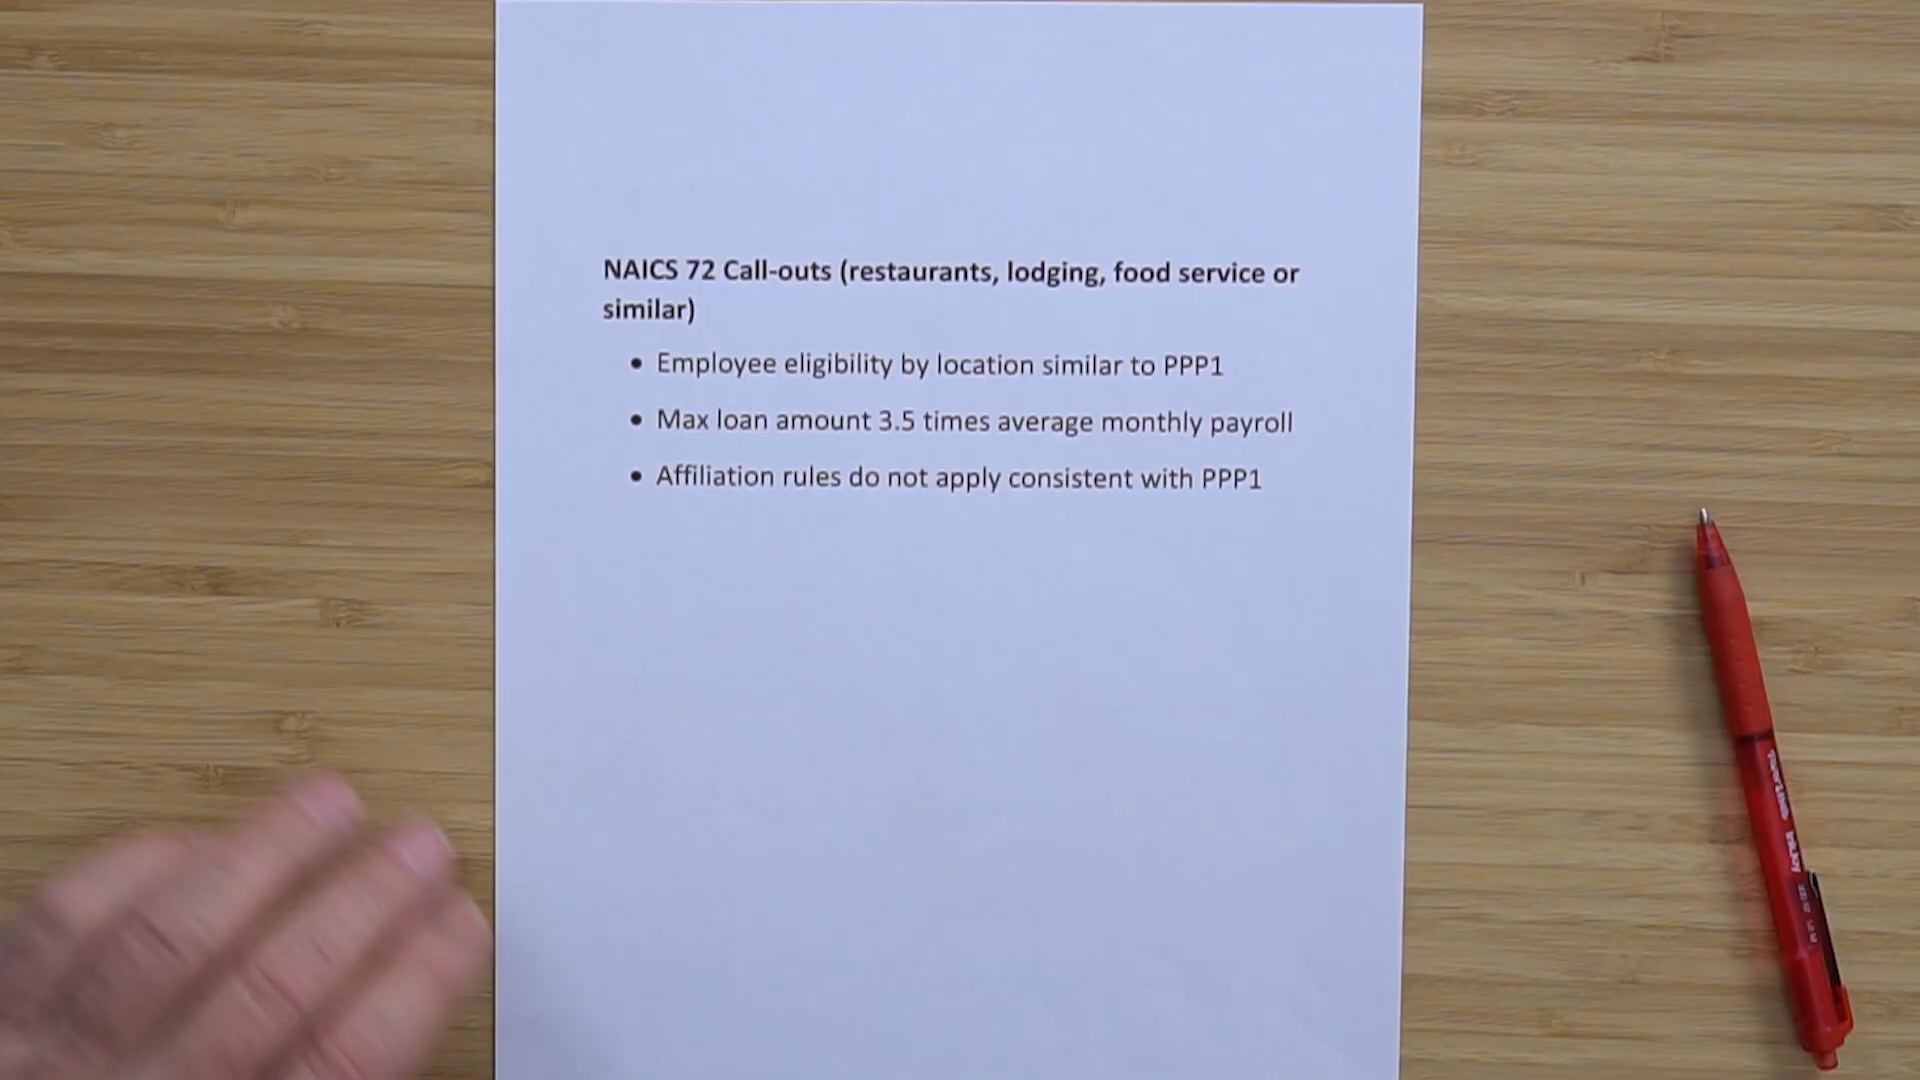 NAICS 72 Call-outs (restaurants, lodging, food service or
similar)
• Employee eligibility by location similar to PPP1
• Max loan amount 3.5 times average monthly payroll
• Affiliation rules do not apply consistent with PPP1